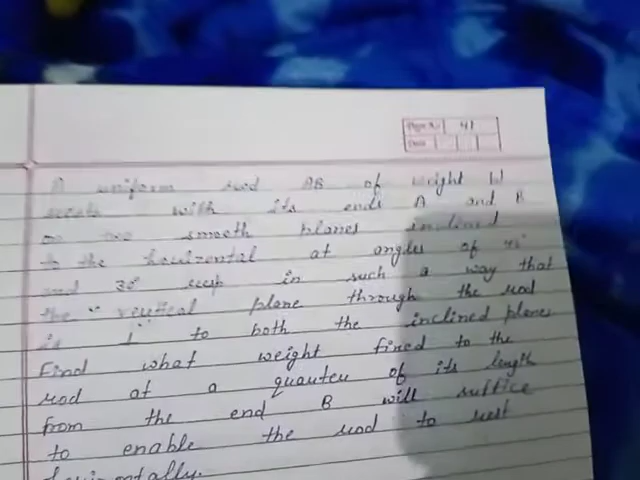 Page No. 41
Date
A uniform rod AB of weight W
rests with its ends A and B
on two smooth planes inclined
to the horizontal at angles of 45°
and 30° resp in such a way that
the vertical plane through the rod
is ⊥ to both the inclined planes
Find what weight fixed to the
rod at a quarter of its length
from the end B will suffice
to enable the rod to rest
horizontally.